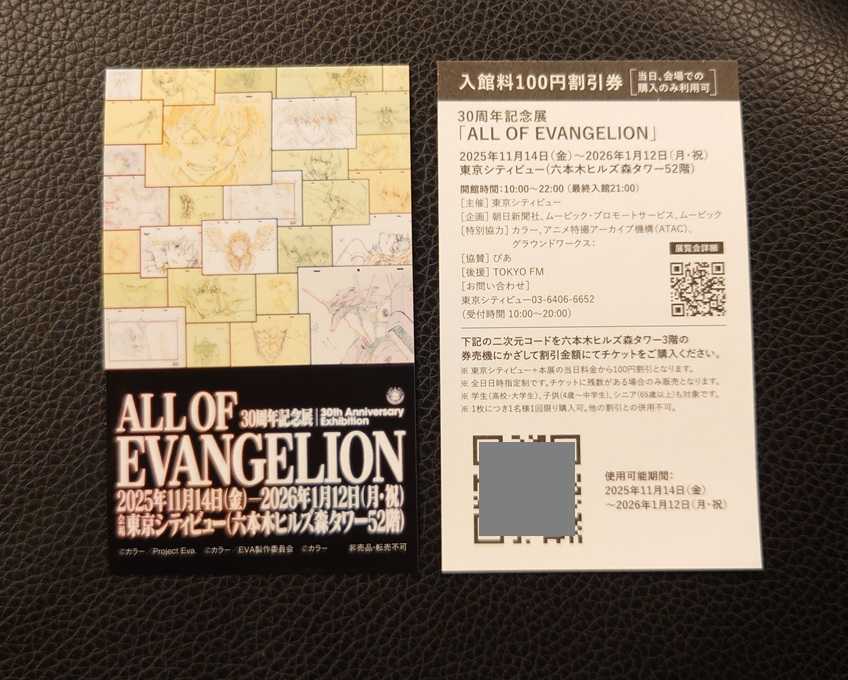 ALL OF
30周年記念展
30th Anniversary
Exhibition
EVANGELION
2025年11月14日(金)—2026年1月12日(月・祝)
会場 東京シティビュー(六本木ヒルズ森タワー52階)
©カラー／Project Eva. ©カラー／EVA製作委員会 ©カラー 非売品・転売不可
入館料100円割引券
当日、会場での
購入のみ利用可
30周年記念展
「ALL OF EVANGELION」
2025年11月14日(金)～2026年1月12日(月・祝)
東京シティビュー(六本木ヒルズ森タワー52階)
開館時間:10:00～22:00 (最終入館21:00)
[主催] 東京シティビュー
[企画] 朝日新聞社、ムービック・プロモートサービス、ムービック
[特別協力] カラー、アニメ特撮アーカイブ機構(ATAC)、
グラウンドワークス:
[協賛] ぴあ
[後援] TOKYO FM
[お問い合わせ]
東京シティビュー03-6406-6652
(受付時間 10:00～20:00)
展覧会詳細
下記の二次元コードを六本木ヒルズ森タワー3階の
券売機にかざして割引金額にてチケットをご購入ください。
※ 東京シティビュー+本展の当日料金から100円割引となります。
※ 全日日時指定制です。チケットに残数がある場合のみ販売となります。
※ 学生(高校・大学生)、子供(4歳～中学生)、シニア(65歳以上)も対象です。
※ 1枚につき1名様1回限り購入可。他の割引との併用不可。
使用可能期間:
2025年11月14日(金)
～2026年1月12日(月・祝)